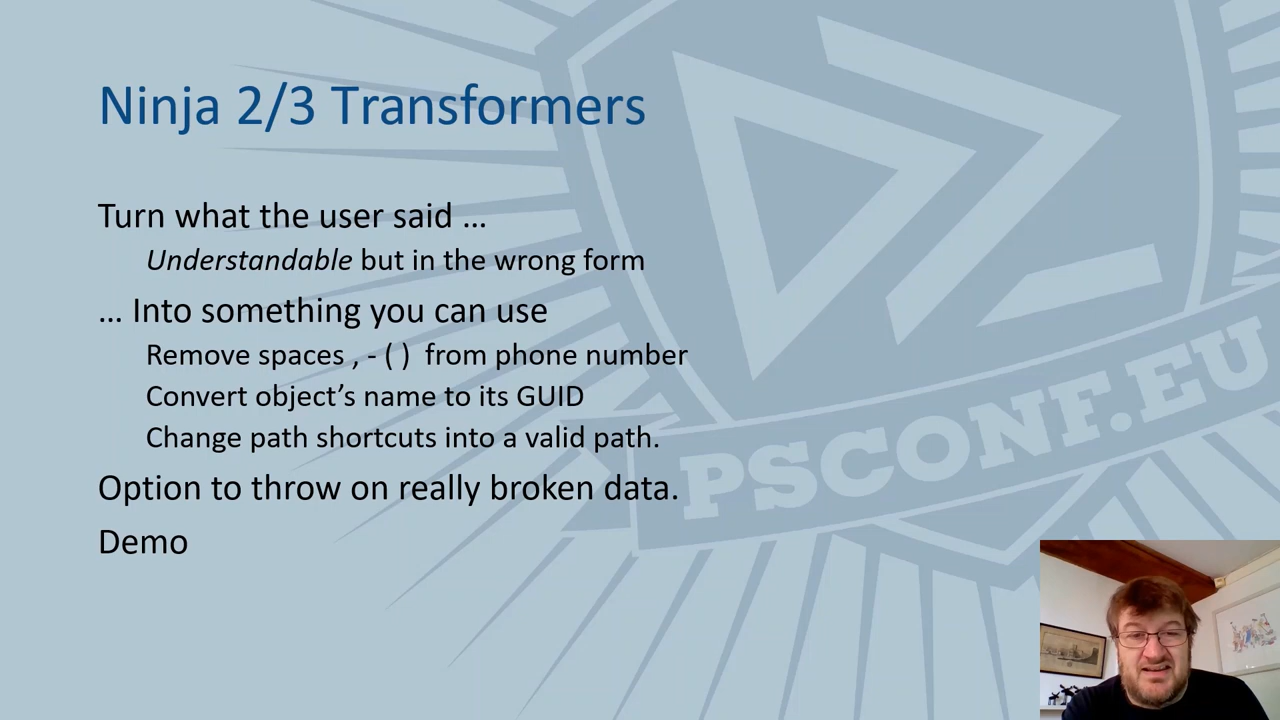 Ninja 2/3 Transformers
Turn what the user said …
Understandable but in the wrong form
… Into something you can use
Remove spaces , - ( )  from phone number
Convert object’s name to its GUID
Change path shortcuts into a valid path.
Option to throw on really broken data.
Demo
PSCONF.EU